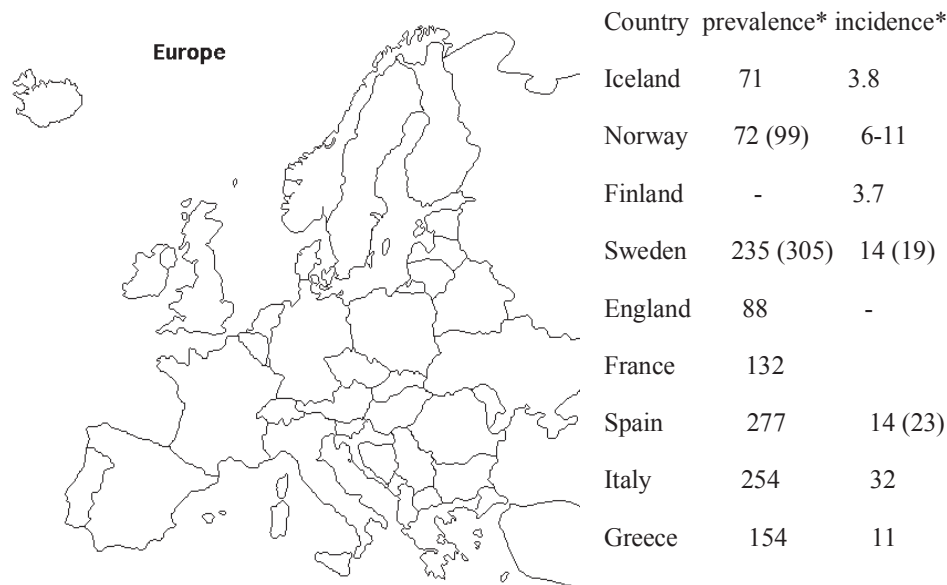 Europe
Country prevalence* incidence*
Iceland 71 3.8
Norway 72 (99) 6-11
Finland - 3.7
Sweden 235 (305) 14 (19)
England 88 -
France 132
Spain 277 14 (23)
Italy 254 32
Greece 154 11